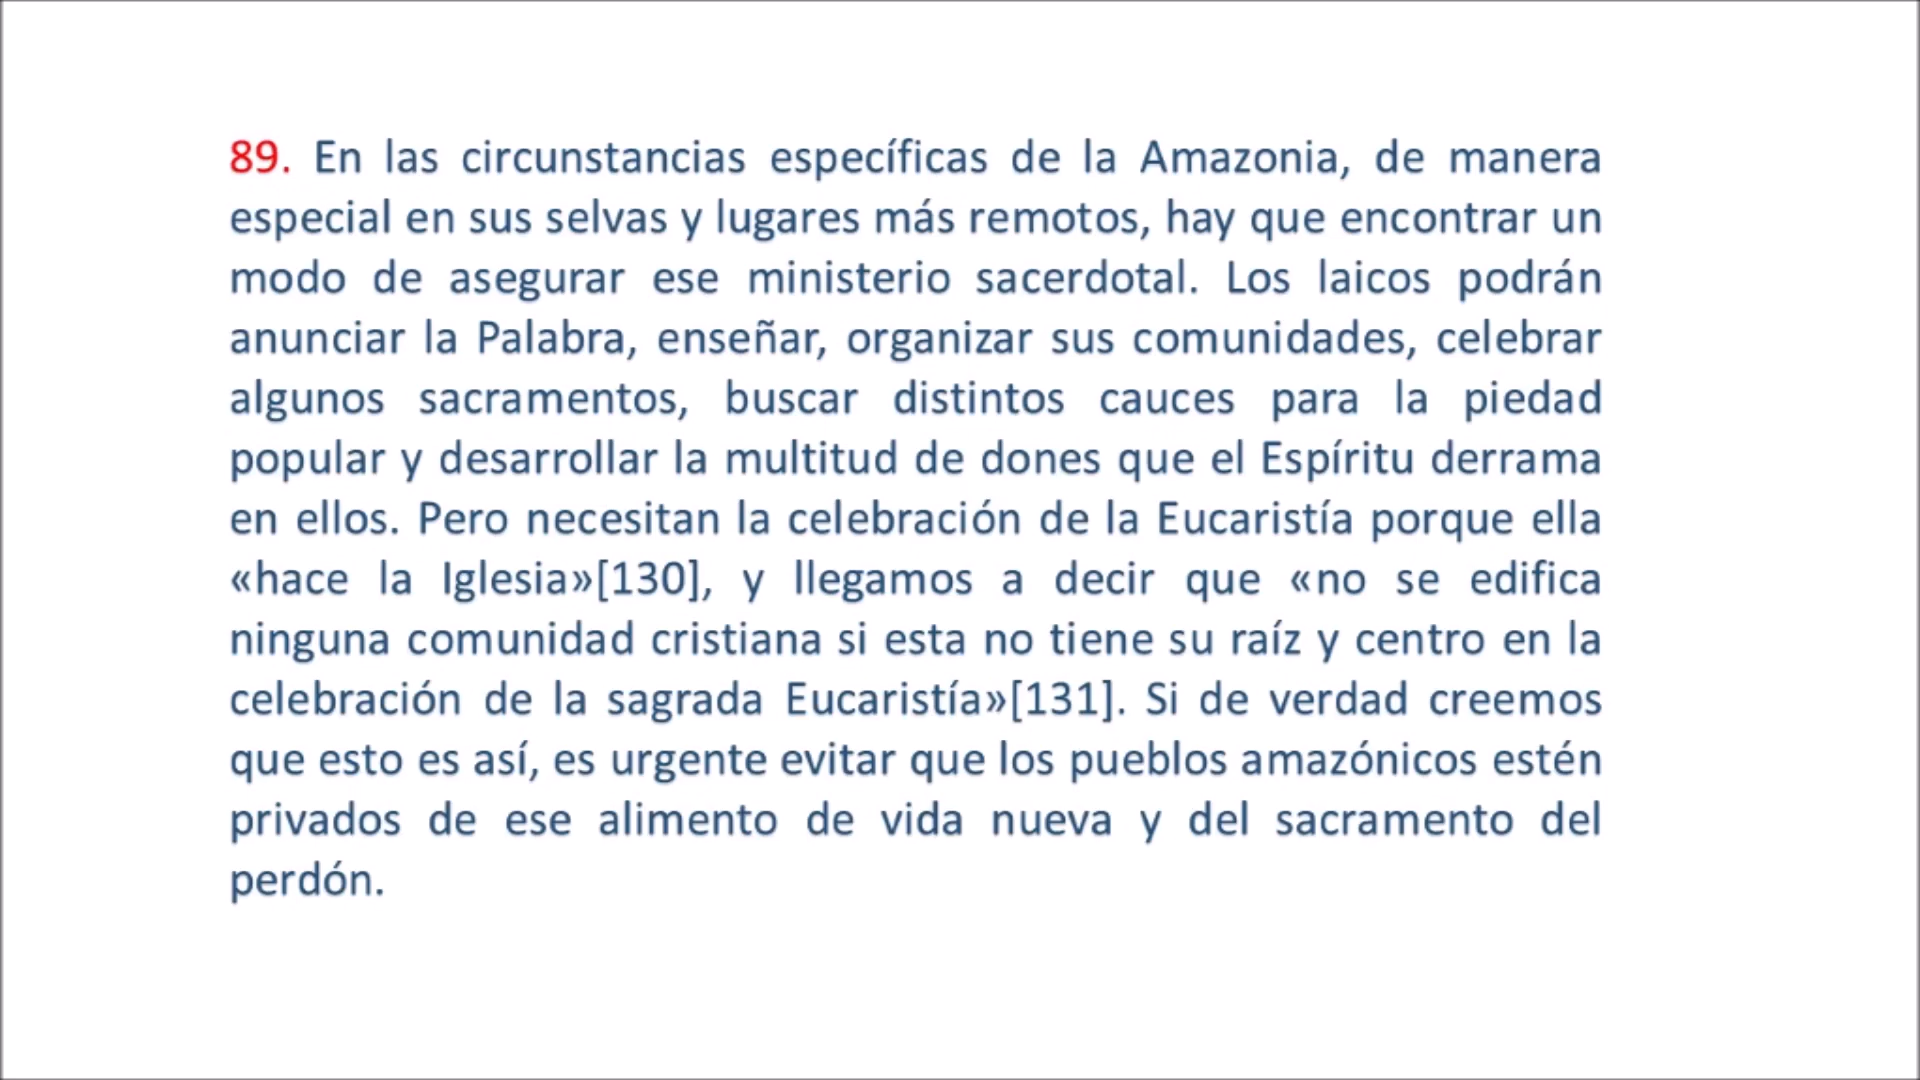 89. En las circunstancias específicas de la Amazonia, de manera
especial en sus selvas y lugares más remotos, hay que encontrar un
modo de asegurar ese ministerio sacerdotal. Los laicos podrán
anunciar la Palabra, enseñar, organizar sus comunidades, celebrar
algunos sacramentos, buscar distintos cauces para la piedad
popular y desarrollar la multitud de dones que el Espíritu derrama
en ellos. Pero necesitan la celebración de la Eucaristía porque ella
«hace la Iglesia»[130], y llegamos a decir que «no se edifica
ninguna comunidad cristiana si esta no tiene su raíz y centro en la
celebración de la sagrada Eucaristía»[131]. Si de verdad creemos
que esto es así, es urgente evitar que los pueblos amazónicos estén
privados de ese alimento de vida nueva y del sacramento del
perdón.